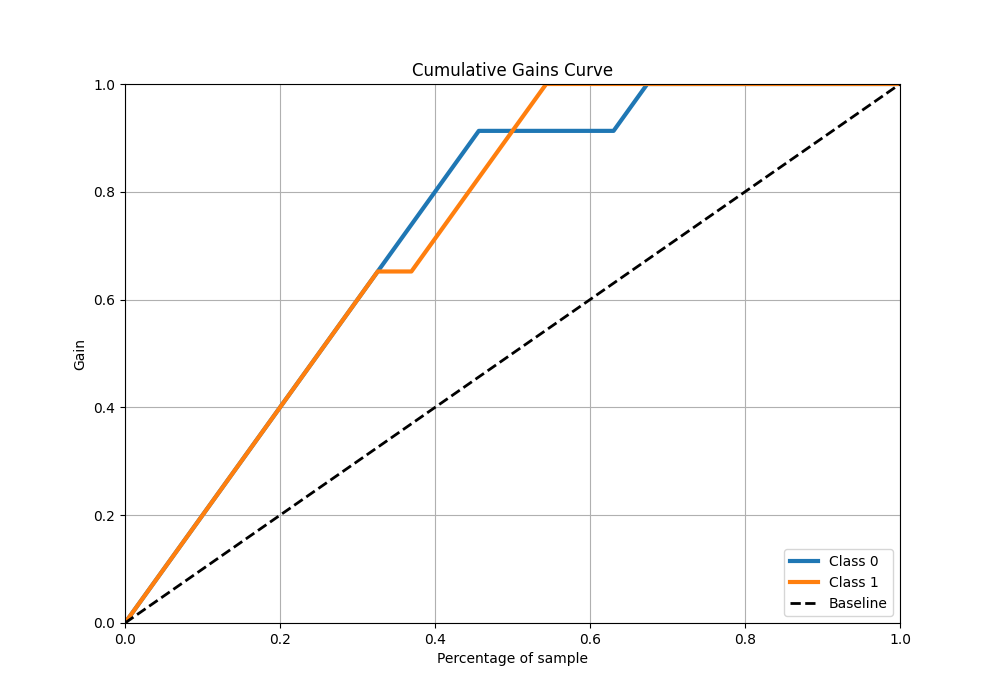 Cumulative Gains Curve
1.0
0.8
0.6
0.4
0.2
0.0
Gain
0.0 0.2 0.4 0.6 0.8 1.0
Percentage of sample
Class 0
Class 1
Baseline